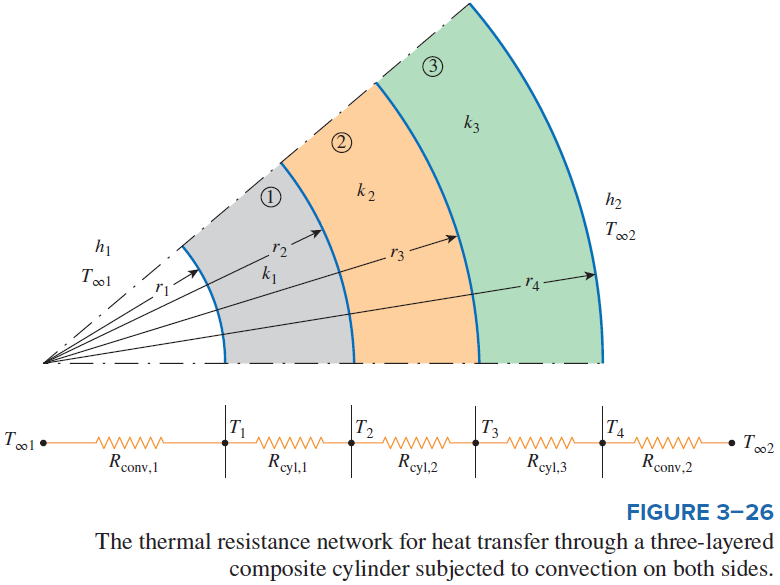 ③
k3
②
k2
h2
T∞2
①
h1
T∞1
r1
r2
k1
r3
r4
T∞1
Rconv,1
T1
Rcyl,1
T2
Rcyl,2
T3
Rcyl,3
T4
Rconv,2
T∞2
FIGURE 3–26
The thermal resistance network for heat transfer through a three-layered
composite cylinder subjected to convection on both sides.